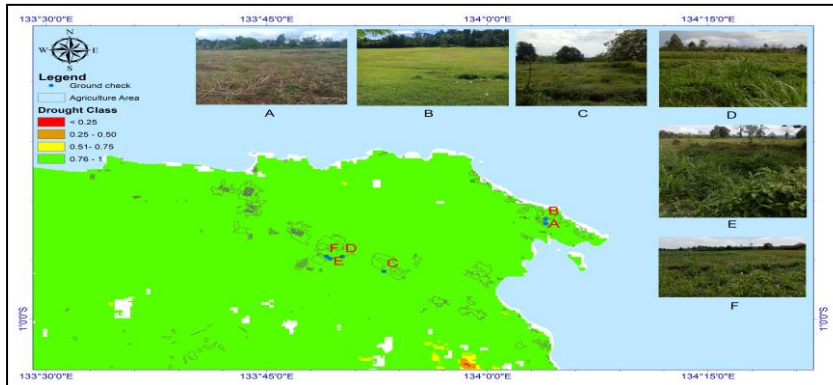 133°30'0"E 133°45'0"E 134°0'0"E 134°15'0"E
N
W E
S
Legend
Ground check
Agriculture Area
Drought Class
< 0.25
0.25 - 0.50
0.51- 0.75
0.76 - 1
A B C D
E
F
B
A
F D
E C
1°0'0"S 1°0'0"S
133°30'0"E 133°45'0"E 134°0'0"E 134°15'0"E